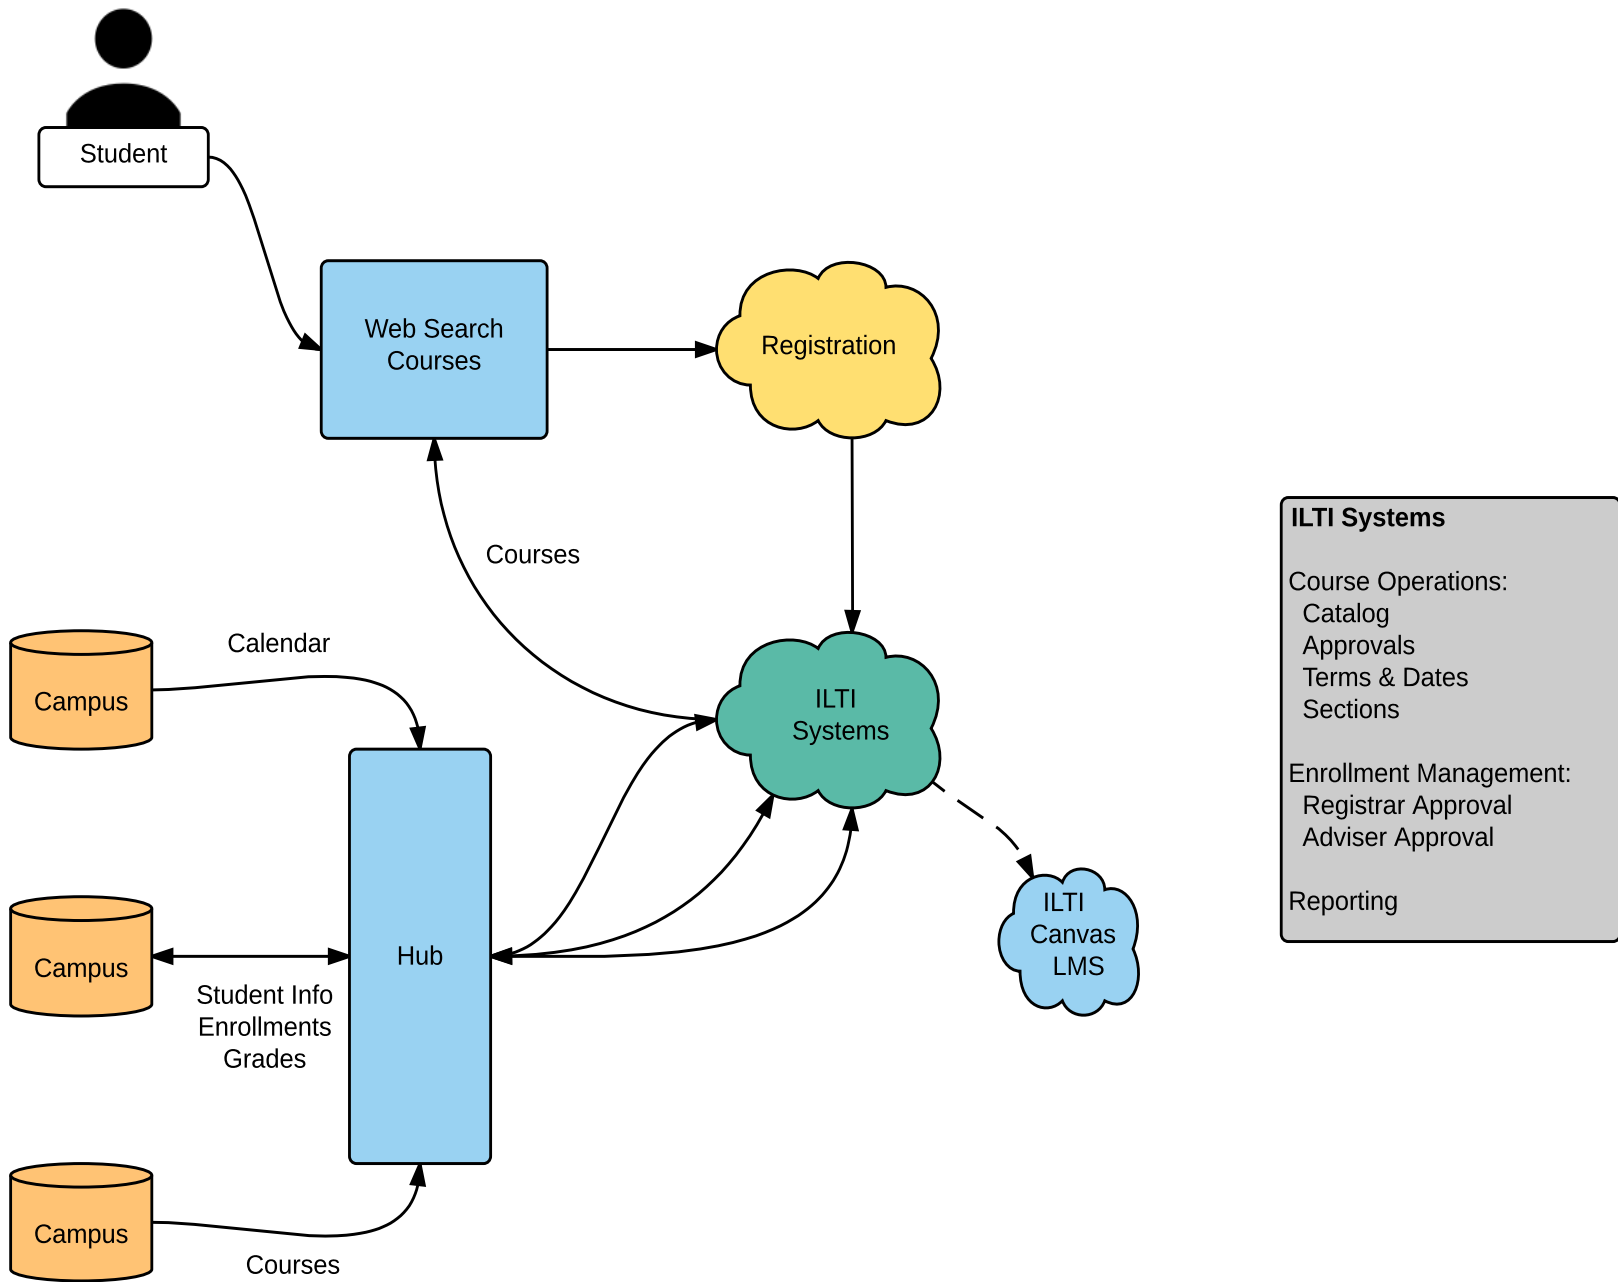 Student
Web Search
Courses
Registration
Courses
Calendar
Campus
ILTI
Systems
Campus
Student Info
Enrollments
Grades
Hub
ILTI
Canvas
LMS
Campus
Courses
ILTI Systems
Course Operations:
Catalog
Approvals
Terms & Dates
Sections
Enrollment Management:
Registrar Approval
Adviser Approval
Reporting